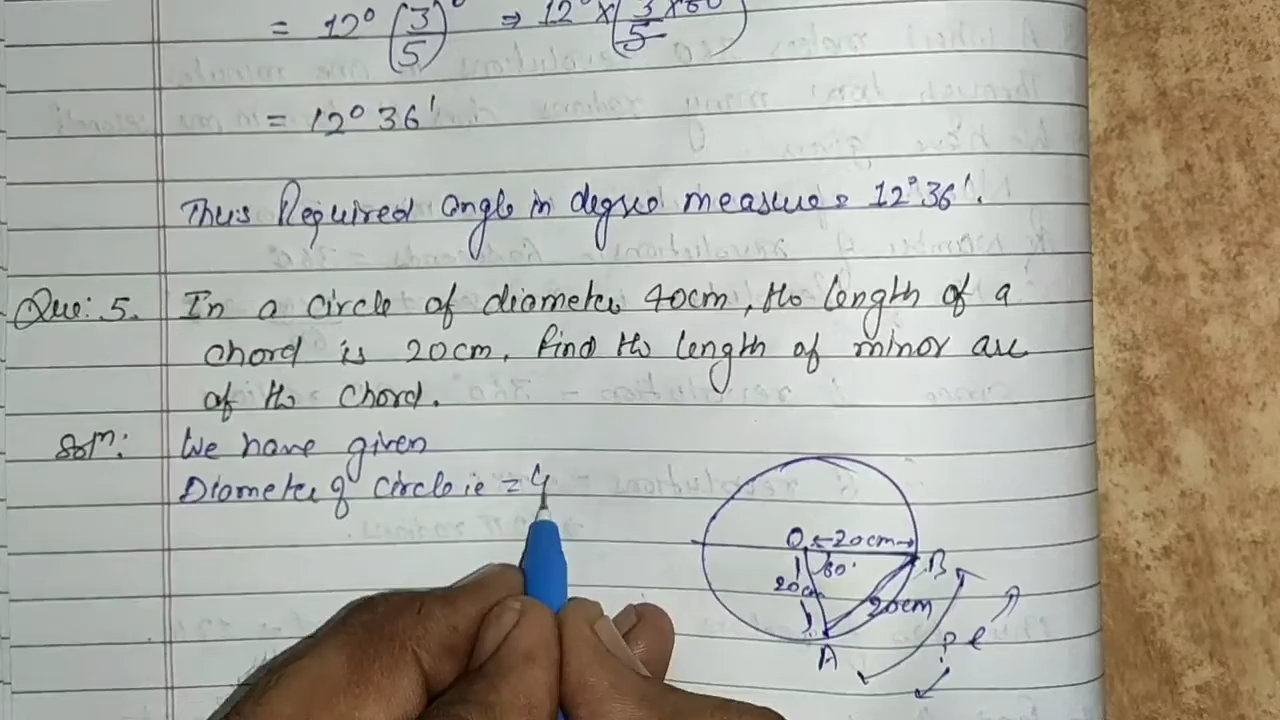 = 12° (3/5)° ⇒ 12° × (3/5 × 60
= 12° 36'
Thus Required angle in degree measure = 12° 36'.
Que: 5. In a circle of diameter 40cm, the length of a
chord is 20cm, find the length of minor arc
of the chord.
Soln: We have given
Diameter of circle ie = 4
O 20cm B
60°
20cm
20cm
A
? l